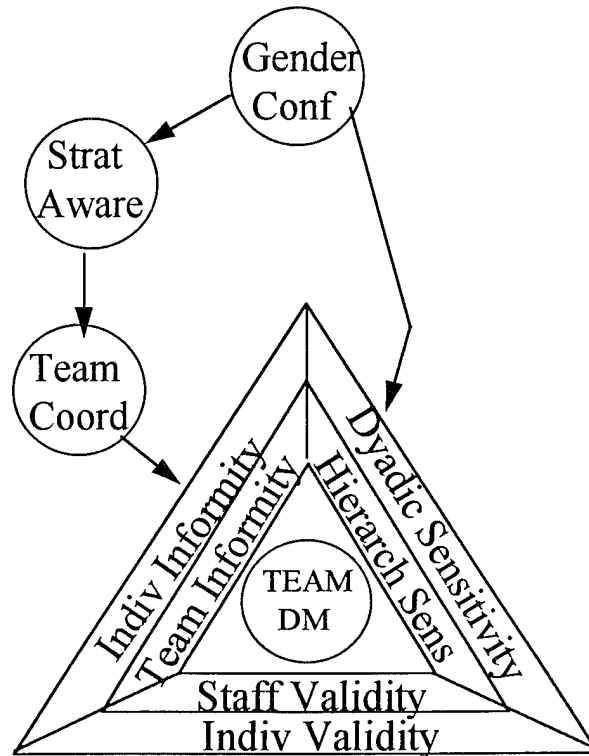 Gender
Conf
Strat
Aware
Team
Coord
Indiv Informity
Team Informity
Hierarch Sens
Dyadic Sensitivity
TEAM
DM
Staff Validity
Indiv Validity